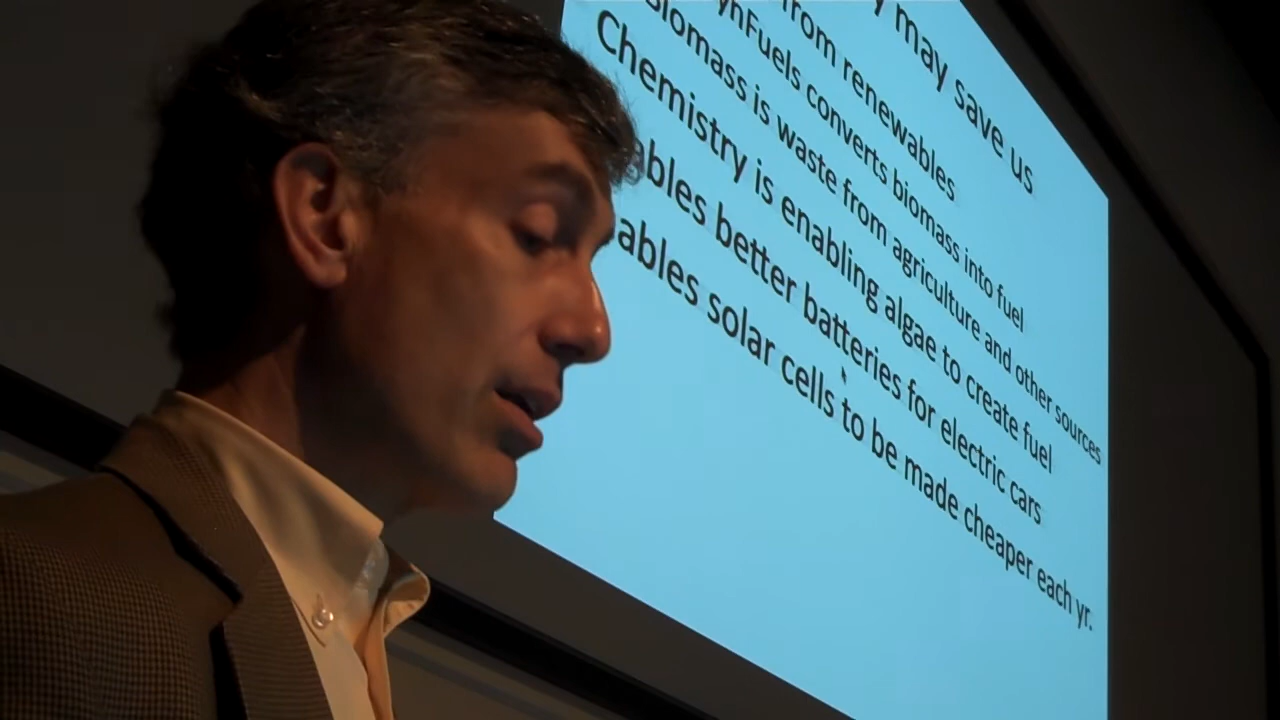 may save us
from renewables
ynFuels converts biomass into fuel
Biomass is waste from agriculture and other sources
Chemistry is enabling algae to create fuel
ables better batteries for electric cars
ables solar cells to be made cheaper each yr.